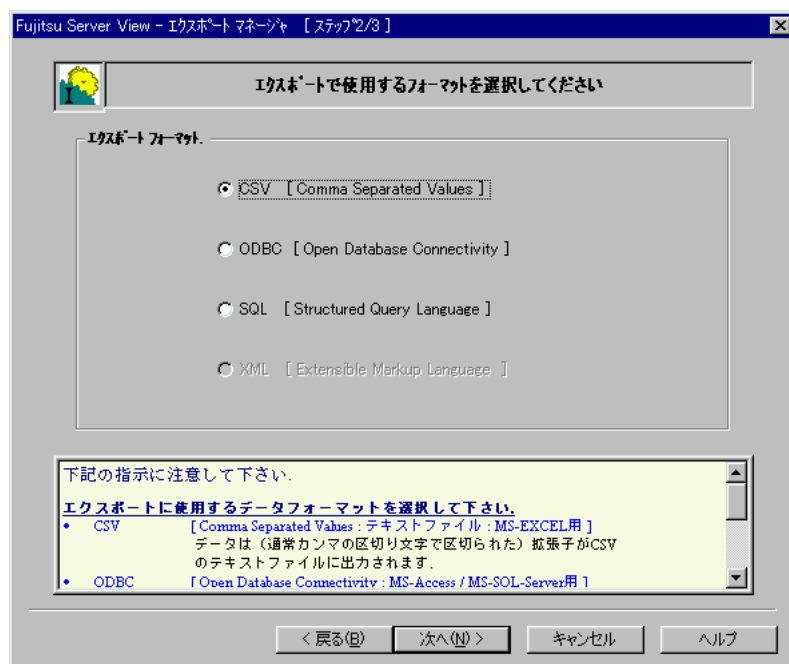 Fujitsu Server View - エクスポート マネージャ [ ステップ2/3 ]
エクスポートで使用するフォーマットを選択してください
エクスポート フォーマット.
CSV [ Comma Separated Values ]
ODBC [ Open Database Connectivity ]
SQL [ Structured Query Language ]
XML [ Extensible Markup Language ]
下記の指示に注意して下さい.
エクスポートに使用するデータフォーマットを選択して下さい.
• CSV [ Comma Separated Values : テキストファイル : MS-EXCEL用 ]
データは（通常カンマの区切り文字で区切られた）拡張子がCSV
のテキストファイルに出力されます.
• ODBC [ Open Database Connectivity : MS-Access / MS-SQL-Server用 ]
< 戻る(B) 次へ(N) > キャンセル ヘルプ